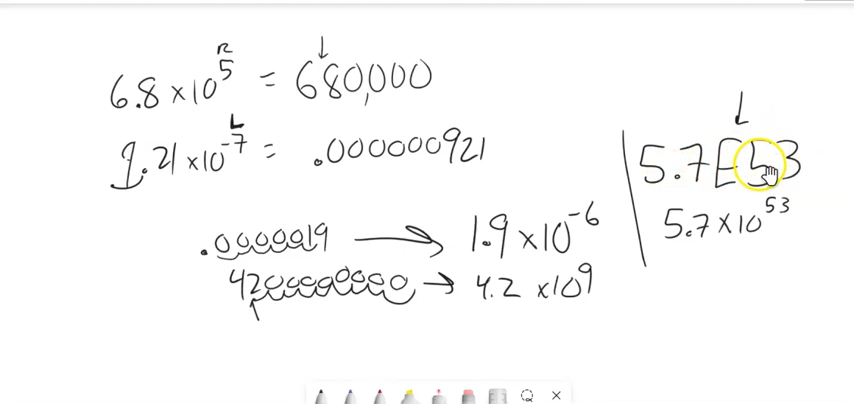 R
6.8 × 10^5 = 680,000
L
9.21 × 10^-7 = .000000921
.0000019 → 1.9 × 10^-6
→ 4.2 × 10^9
5.7E53
5.7 × 10^53